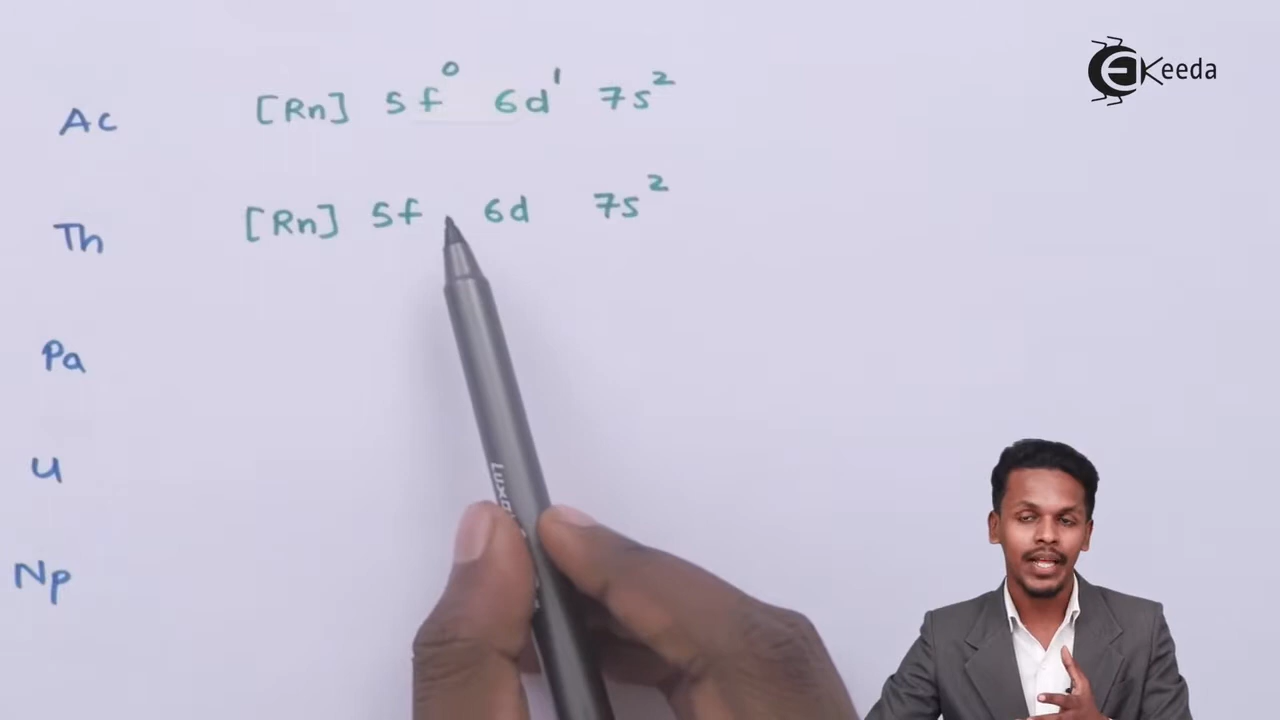 EKeeda
Ac [Rn] 5f⁰ 6d¹ 7s²
Th [Rn] 5f 6d 7s²
Pa
U
Np